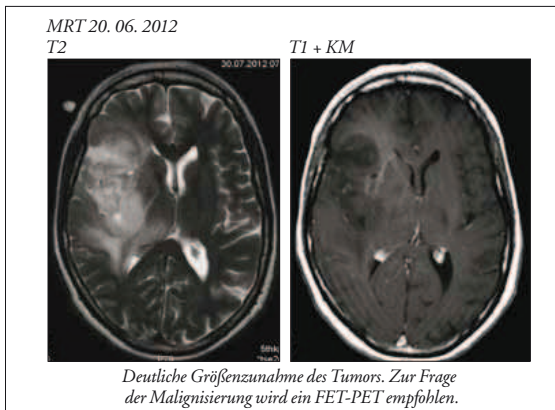 MRT 20. 06. 2012
T2
T1 + KM
30.07.2012 07
Deutliche Größenzunahme des Tumors. Zur Frage
der Malignisierung wird ein FET-PET empfohlen.